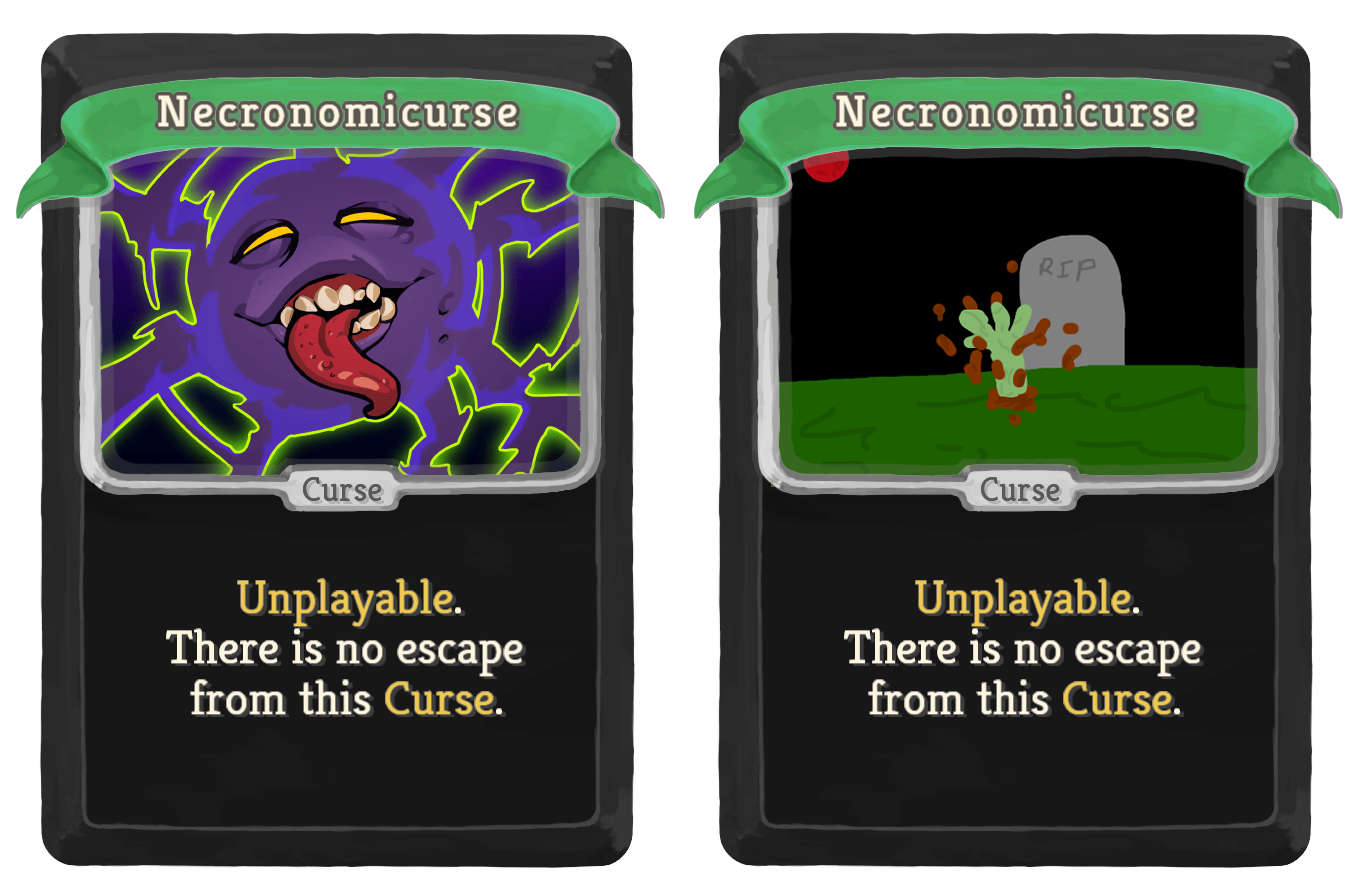 Necronomicurse
Curse
Unplayable.
There is no escape
from this Curse.
Necronomicurse
RIP
Curse
Unplayable.
There is no escape
from this Curse.